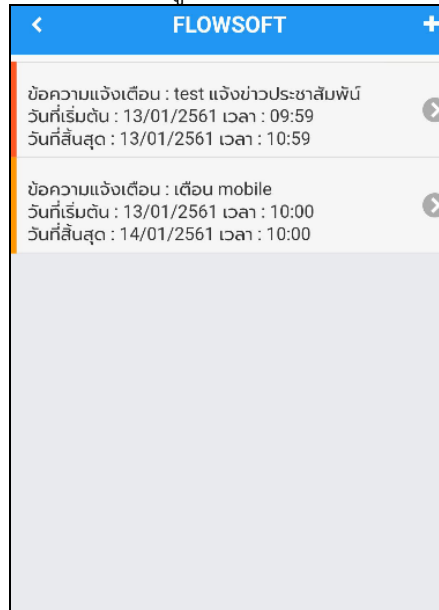 FLOWSOFT
ข้อความแจ้งเตือน : test แจ้งข่าวประชาสัมพัน์
วันที่เริ่มต้น : 13/01/2561 เวลา : 09:59
วันที่สิ้นสุด : 13/01/2561 เวลา : 10:59
ข้อความแจ้งเตือน : เตือน mobile
วันที่เริ่มต้น : 13/01/2561 เวลา : 10:00
วันที่สิ้นสุด : 14/01/2561 เวลา : 10:00